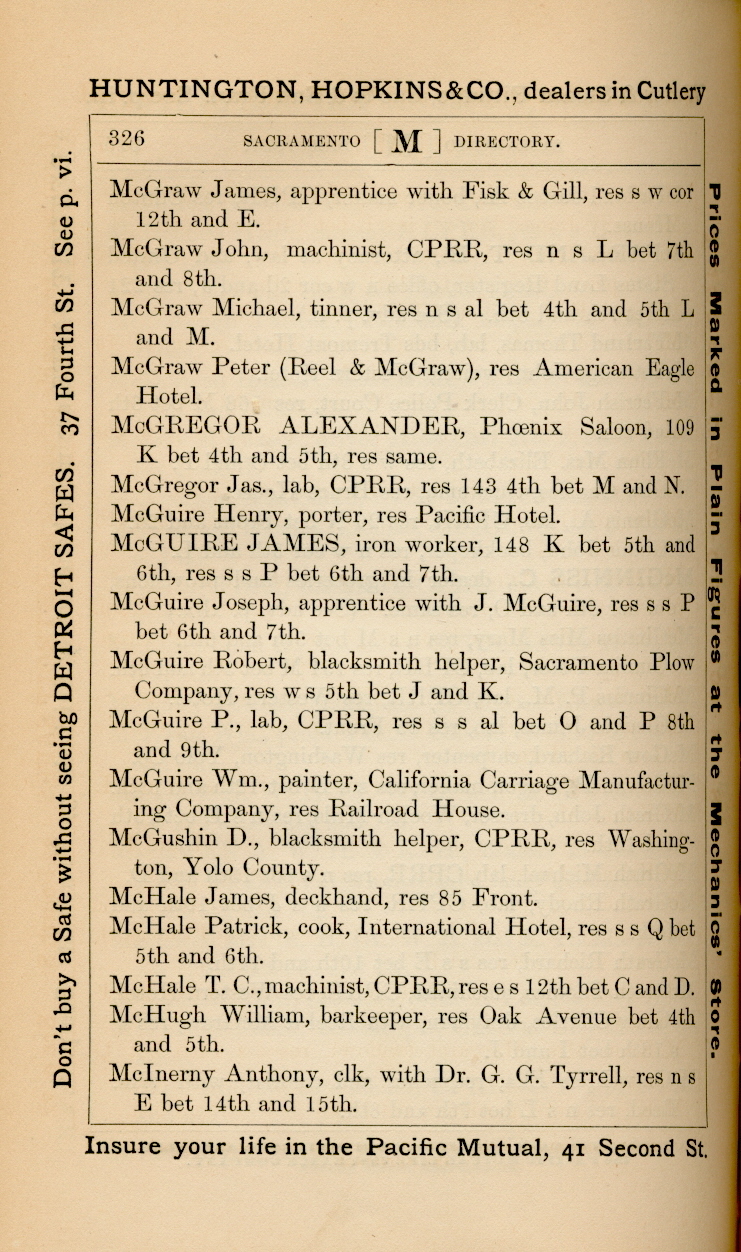 HUNTINGTON, HOPKINS & CO., dealers in Cutlery
326 SACRAMENTO [ M ] DIRECTORY.
McGraw James, apprentice with Fisk & Gill, res s w cor
12th and E.
McGraw John, machinist, CPRR, res n s L bet 7th
and 8th.
McGraw Michael, tinner, res n s al bet 4th and 5th L
and M.
McGraw Peter (Reel & McGraw), res American Eagle
Hotel.
McGREGOR ALEXANDER, Phœnix Saloon, 109
K bet 4th and 5th, res same.
McGregor Jas., lab, CPRR, res 143 4th bet M and N.
McGuire Henry, porter, res Pacific Hotel.
McGUIRE JAMES, iron worker, 148 K bet 5th and
6th, res s s P bet 6th and 7th.
McGuire Joseph, apprentice with J. McGuire, res s s P
bet 6th and 7th.
McGuire Robert, blacksmith helper, Sacramento Plow
Company, res w s 5th bet J and K.
McGuire P., lab, CPRR, res s s al bet O and P 8th
and 9th.
McGuire Wm., painter, California Carriage Manufactur-
ing Company, res Railroad House.
McGushin D., blacksmith helper, CPRR, res Washing-
ton, Yolo County.
McHale James, deckhand, res 85 Front.
McHale Patrick, cook, International Hotel, res s s Q bet
5th and 6th.
McHale T. C., machinist, CPRR, res e s 12th bet C and D.
McHugh William, barkeeper, res Oak Avenue bet 4th
and 5th.
McInerny Anthony, clk, with Dr. G. G. Tyrrell, res n s
E bet 14th and 15th.
Insure your life in the Pacific Mutual, 41 Second St.
Don't buy a Safe without seeing DETROIT SAFES. 37 Fourth St. See p. vi.
Prices Marked in Plain Figures at the Mechanics' Store.